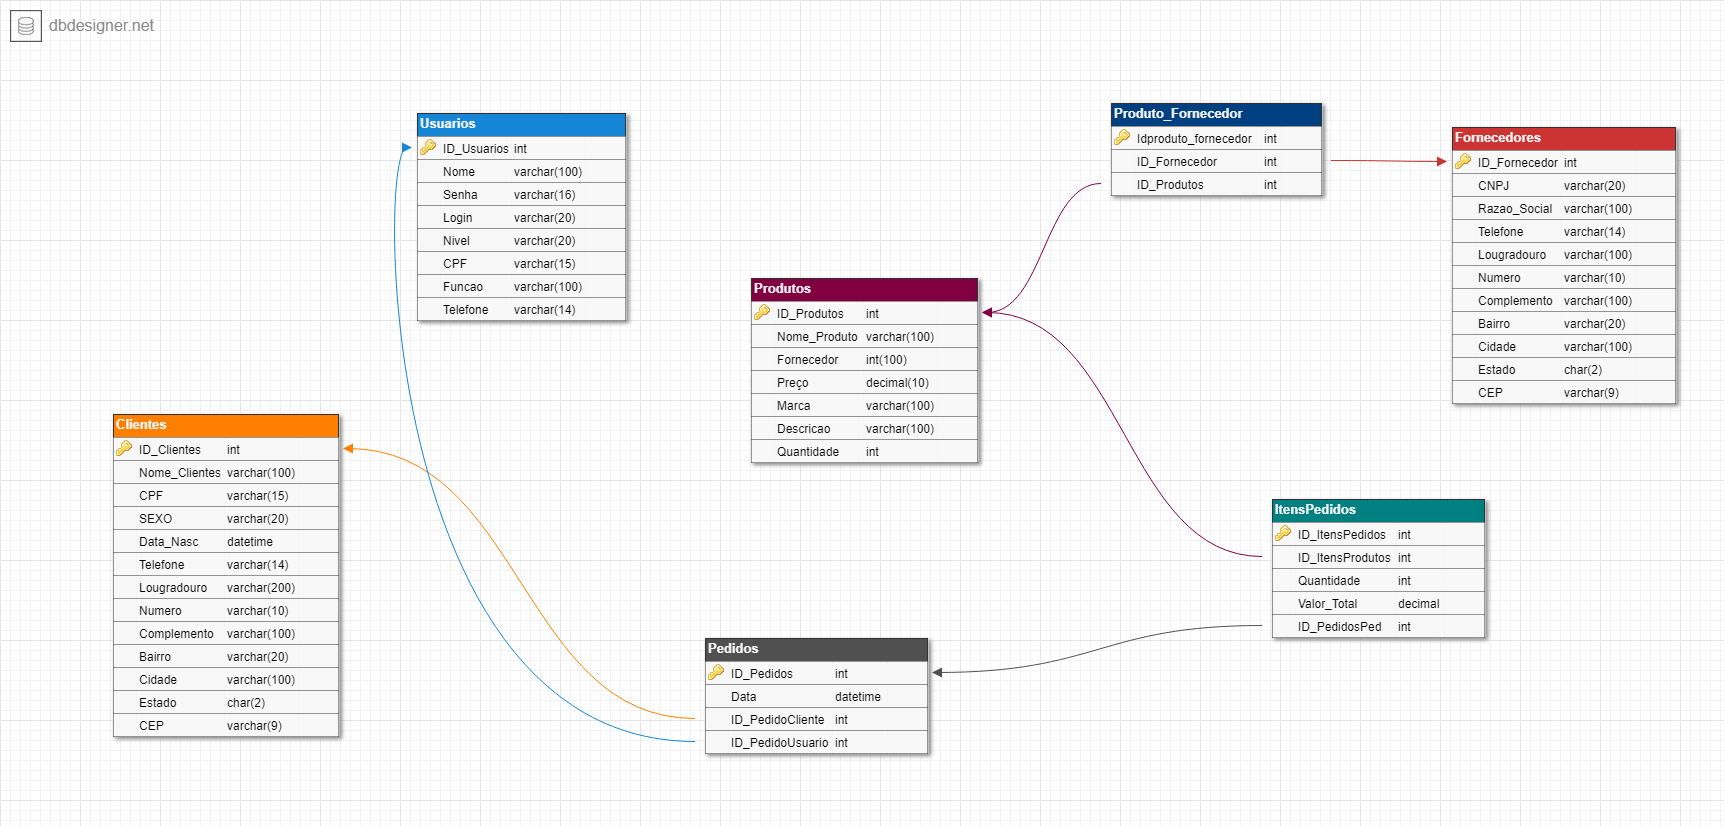 dbdesigner.net
Usuarios
ID_Usuarios int
Nome varchar(100)
Senha varchar(16)
Login varchar(20)
Nivel varchar(20)
CPF varchar(15)
Funcao varchar(100)
Telefone varchar(14)
Produto_Fornecedor
Idproduto_fornecedor int
ID_Fornecedor int
ID_Produtos int
Fornecedores
ID_Fornecedor int
CNPJ varchar(20)
Razao_Social varchar(100)
Telefone varchar(14)
Lougradouro varchar(100)
Numero varchar(10)
Complemento varchar(100)
Bairro varchar(20)
Cidade varchar(100)
Estado char(2)
CEP varchar(9)
Produtos
ID_Produtos int
Nome_Produto varchar(100)
Fornecedor int(100)
Preço decimal(10)
Marca varchar(100)
Descricao varchar(100)
Quantidade int
Clientes
ID_Clientes int
Nome_Clientes varchar(100)
CPF varchar(15)
SEXO varchar(20)
Data_Nasc datetime
Telefone varchar(14)
Lougradouro varchar(200)
Numero varchar(10)
Complemento varchar(100)
Bairro varchar(20)
Cidade varchar(100)
Estado char(2)
CEP varchar(9)
ItensPedidos
ID_ItensPedidos int
ID_ItensProdutos int
Quantidade int
Valor_Total decimal
ID_PedidosPed int
Pedidos
ID_Pedidos int
Data datetime
ID_PedidoCliente int
ID_PedidoUsuario int